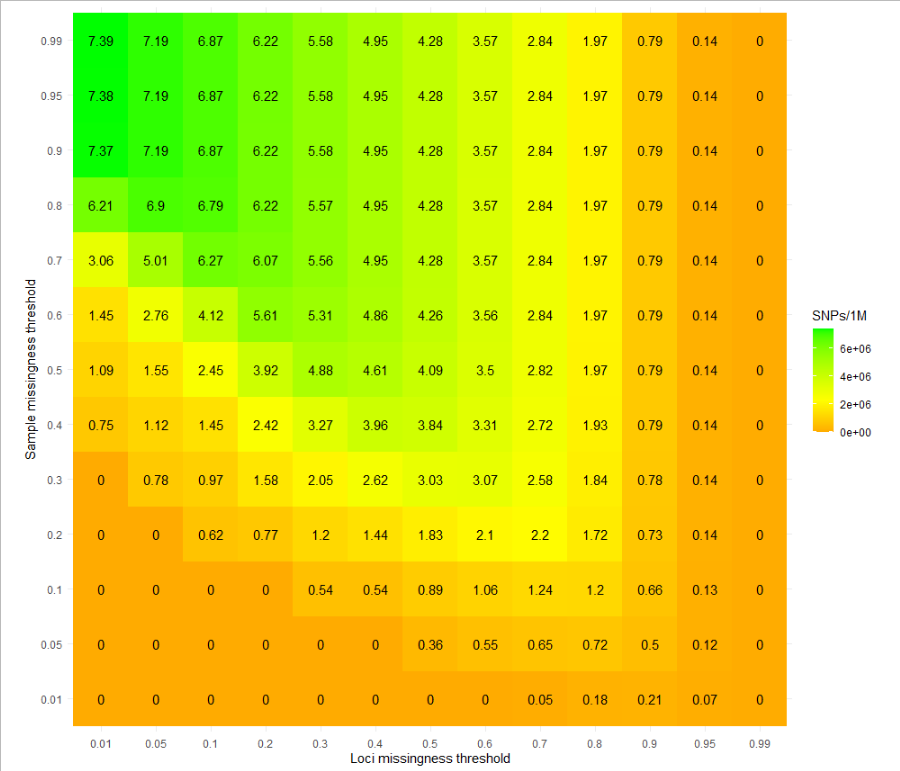 0.99 7.39 7.19 6.87 6.22 5.58 4.95 4.28 3.57 2.84 1.97 0.79 0.14 0
0.95 7.38 7.19 6.87 6.22 5.58 4.95 4.28 3.57 2.84 1.97 0.79 0.14 0
0.9 7.37 7.19 6.87 6.22 5.58 4.95 4.28 3.57 2.84 1.97 0.79 0.14 0
0.8 6.21 6.9 6.79 6.22 5.57 4.95 4.28 3.57 2.84 1.97 0.79 0.14 0
0.7 3.06 5.01 6.27 6.07 5.56 4.95 4.28 3.57 2.84 1.97 0.79 0.14 0
0.6 1.45 2.76 4.12 5.61 5.31 4.86 4.26 3.56 2.84 1.97 0.79 0.14 0
0.5 1.09 1.55 2.45 3.92 4.88 4.61 4.09 3.5 2.82 1.97 0.79 0.14 0
0.4 0.75 1.12 1.45 2.42 3.27 3.96 3.84 3.31 2.72 1.93 0.79 0.14 0
0.3 0 0.78 0.97 1.58 2.05 2.62 3.03 3.07 2.58 1.84 0.78 0.14 0
0.2 0 0 0.62 0.77 1.2 1.44 1.83 2.1 2.2 1.72 0.73 0.14 0
0.1 0 0 0 0 0.54 0.54 0.89 1.06 1.24 1.2 0.66 0.13 0
0.05 0 0 0 0 0 0 0.36 0.55 0.65 0.72 0.5 0.12 0
0.01 0 0 0 0 0 0 0 0 0.05 0.18 0.21 0.07 0
0.01 0.05 0.1 0.2 0.3 0.4 0.5 0.6 0.7 0.8 0.9 0.95 0.99
Loci missingness threshold
Sample missingness threshold
SNPs/1M
6e+06
4e+06
2e+06
0e+00